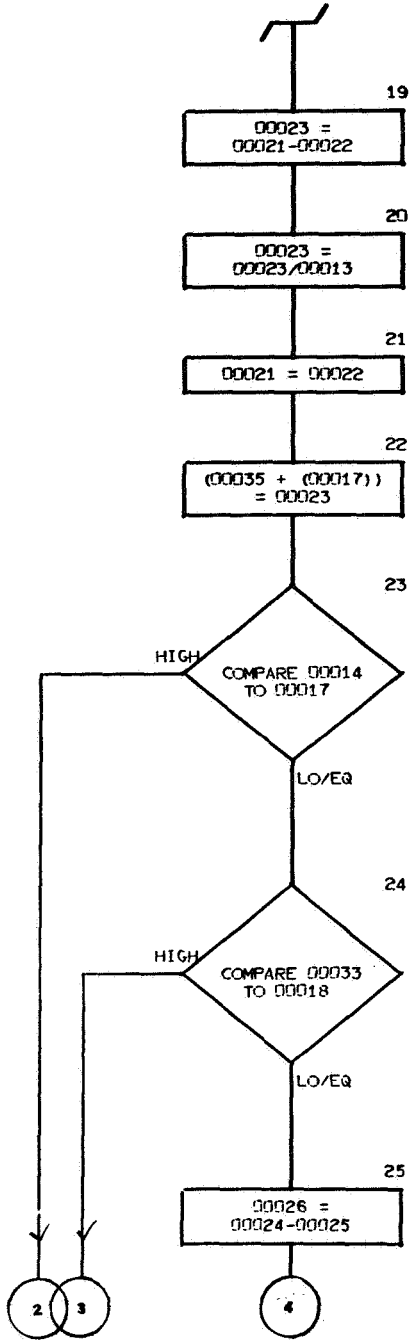 19
00023 =
00021-00022
20
00023 =
00023/00013
21
00021 = 00022
22
(00035 + (00017))
= 00023
23
HIGH
COMPARE 00014
TO 00017
LO/EQ
24
HIGH
COMPARE 00033
TO 00018
LO/EQ
25
00026 =
00024-00025
2
3
4